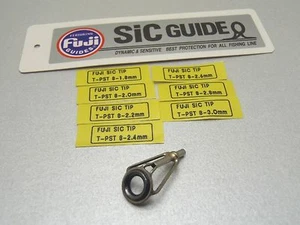 Fuji
GUIDES
SiC GUIDE
DYNAMIC & SENSITIVE BEST PROTECTION FOR ALL FISHING LINE
FUJI SIC TIP
T-PST 8-1.8mm
FUJI SIC TIP
T-PST 8-2.0mm
FUJI SIC TIP
T-PST 8-2.2mm
FUJI SIC TIP
T-PST 8-2.4mm
FUJI SIC TIP
T-PST 8-2.6mm
FUJI SIC TIP
T-PST 8-2.8mm
FUJI SIC TIP
T-PST 8-3.0mm